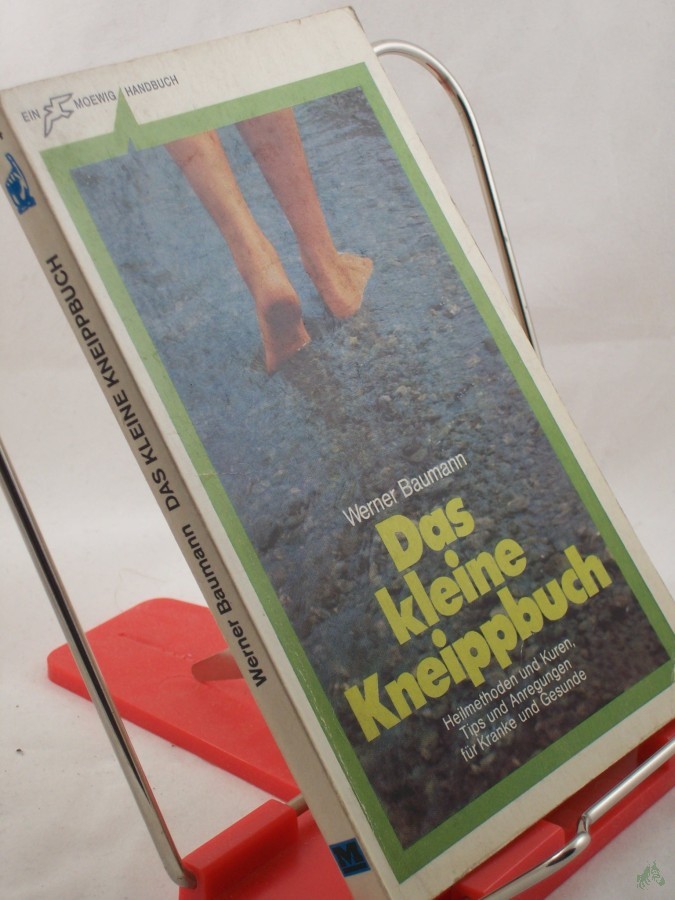 EIN MOEWIG HANDBUCH
Werner Baumann
Das
kleine
Kneippbuch
Heilmethoden und Kuren,
Tips und Anregungen
für Kranke und Gesunde
Werner Baumann DAS KLEINE KNEIPPBUCH
M